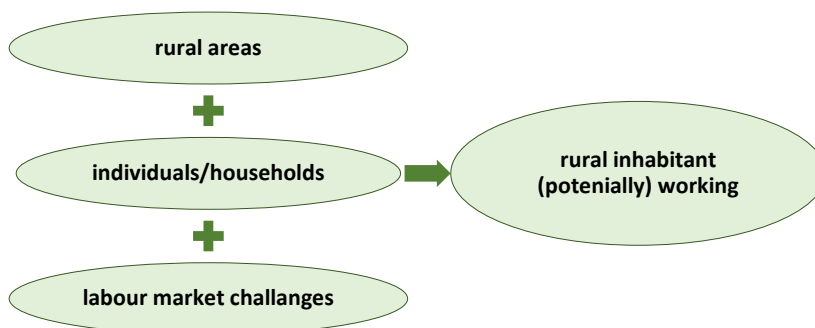 rural areas
individuals/households
rural inhabitant
(potenially) working
labour market challanges